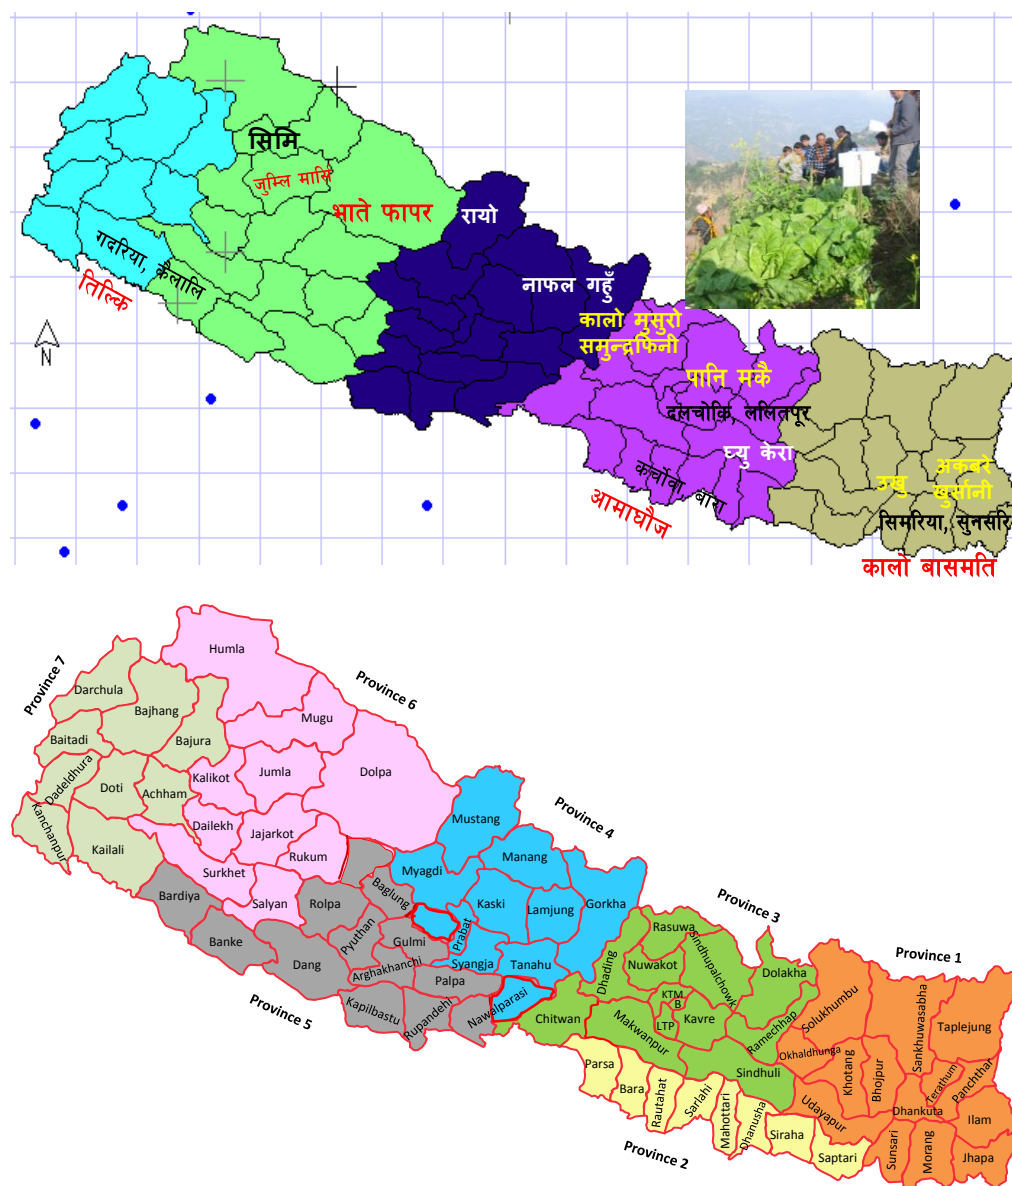 सिमि
जुम्लि मार्सि
भाते फापर
रायो
गदरिया, कैलालि
तिल्कि
नाफल गहुँ
कालो मुसुरो
समुन्द्रफिनी
पानि मकै
दलचोकि, ललितपूर
घ्यु केरा
कचोंवा बारा
आमाघौज
अकबरे
खुर्सानी
उखु
सिमरिया, सुनसरि
कालो बासमति
N
Province 7
Humla
Darchula
Province 6
Bajhang
Mugu
Baitadi
Bajura
Dadeldhura
Doti
Achham
Kalikot
Jumla
Dolpa
Kanchanpur
Kailali
Dailekh
Jajarkot
Rukum
Mustang
Province 4
Manang
Myagdi
Surkhet
Bardiya
Salyan
Rolpa
Baglung
Kaski
Lamjung
Gorkha
Province 3
Banke
Pyuthan
Gulmi
Prabat
Dang
Arghakhanchi
Syangja
Tanahu
Palpa
Kapilbastu
Rupandehi
Nawalparasi
Province 5
Rasuwa
Sindhupalchowk
Nuwakot
Dhading
Dolakha
Province 1
KTM
B
LTP
Kavre
Chitwan
Makwanpur
Ramechhap
Sindhuli
Solukhumbu
Sankhuwasabha
Taplejung
Okhaldhunga
Khotang
Bhojpur
Terathum
Panchthar
Parsa
Bara
Rautahat
Sarlahi
Mahottari
Dhanusha
Siraha
Saptari
Udayapur
Dhankuta
Ilam
Sunsari
Morang
Jhapa
Province 2